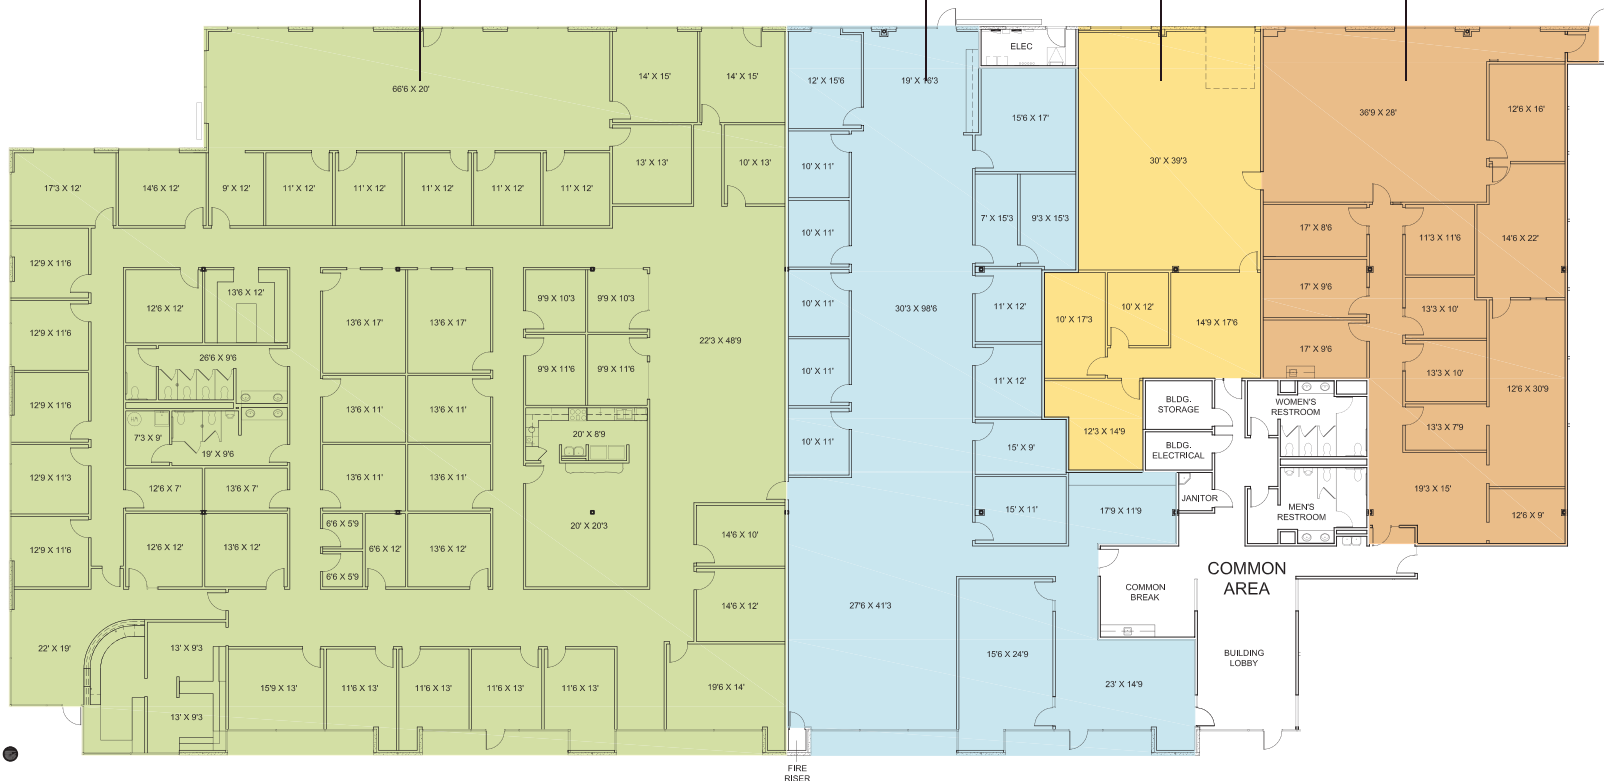 ELEC
66'6 X 20'
14' X 15'
14' X 15'
12' X 15'6
19' X 16'3
15'6 X 17'
36'9 X 28'
12'6 X 16'
13' X 13'
10' X 13'
10' X 11'
30' X 39'3
17'3 X 12'
14'6 X 12'
9' X 12'
11' X 12'
11' X 12'
11' X 12'
11' X 12'
11' X 12'
10' X 11'
7' X 15'3
9'3 X 15'3
17' X 8'6
11'3 X 11'6
14'6 X 22'
12'9 X 11'6
12'6 X 12'
13'6 X 12'
9'9 X 10'3
9'9 X 10'3
10' X 11'
30'3 X 98'6
11' X 12'
10' X 17'3
10' X 12'
14'9 X 17'6
17' X 9'6
13'3 X 10'
12'9 X 11'6
13'6 X 17'
13'6 X 17'
22'3 X 48'9
17' X 9'6
26'6 X 9'6
9'9 X 11'6
9'9 X 11'6
10' X 11'
11' X 12'
13'3 X 10'
12'6 X 30'9
12'9 X 11'6
13'6 X 11'
13'6 X 11'
BLDG.
STORAGE
WOMEN'S
RESTROOM
7'3 X 9'
19' X 9'6
20' X 8'9
10' X 11'
15' X 9'
12'3 X 14'9
BLDG.
ELECTRICAL
13'3 X 7'9
12'9 X 11'3
12'6 X 7'
13'6 X 7'
13'6 X 11'
13'6 X 11'
JANITOR
19'3 X 15'
15' X 11'
17'9 X 11'9
MEN'S
RESTROOM
12'6 X 9'
12'9 X 11'6
12'6 X 12'
13'6 X 12'
6'6 X 5'9
6'6 X 12'
13'6 X 12'
20' X 20'3
14'6 X 10'
6'6 X 5'9
COMMON
AREA
COMMON
BREAK
14'6 X 12'
27'6 X 41'3
22' X 19'
13' X 9'3
15'6 X 24'9
BUILDING
LOBBY
15'9 X 13'
11'6 X 13'
11'6 X 13'
11'6 X 13'
11'6 X 13'
19'6 X 14'
23' X 14'9
13' X 9'3
FIRE
RISER